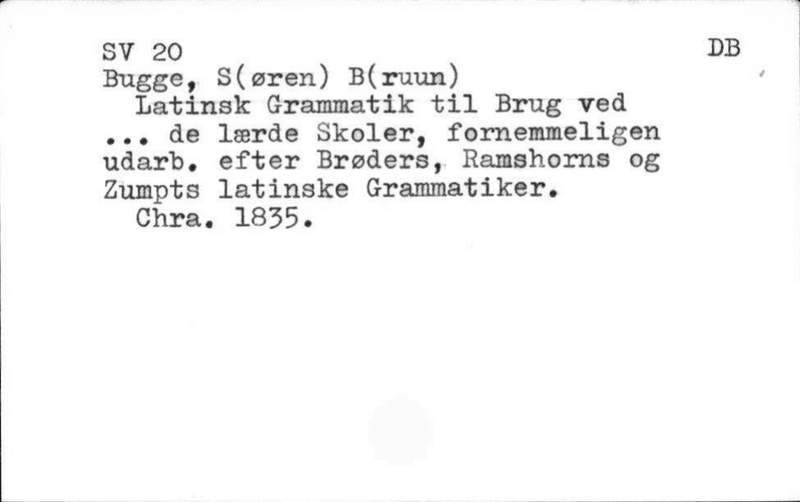 SV 20 DB
Bugge, S(øren) B(ruun)
Latinsk Grammatik til Brug ved
... de lærde Skoler, fornemmeligen
udarb. efter Brøders, Ramshorns og
Zumpts latinske Grammatiker.
Chra. 1835.